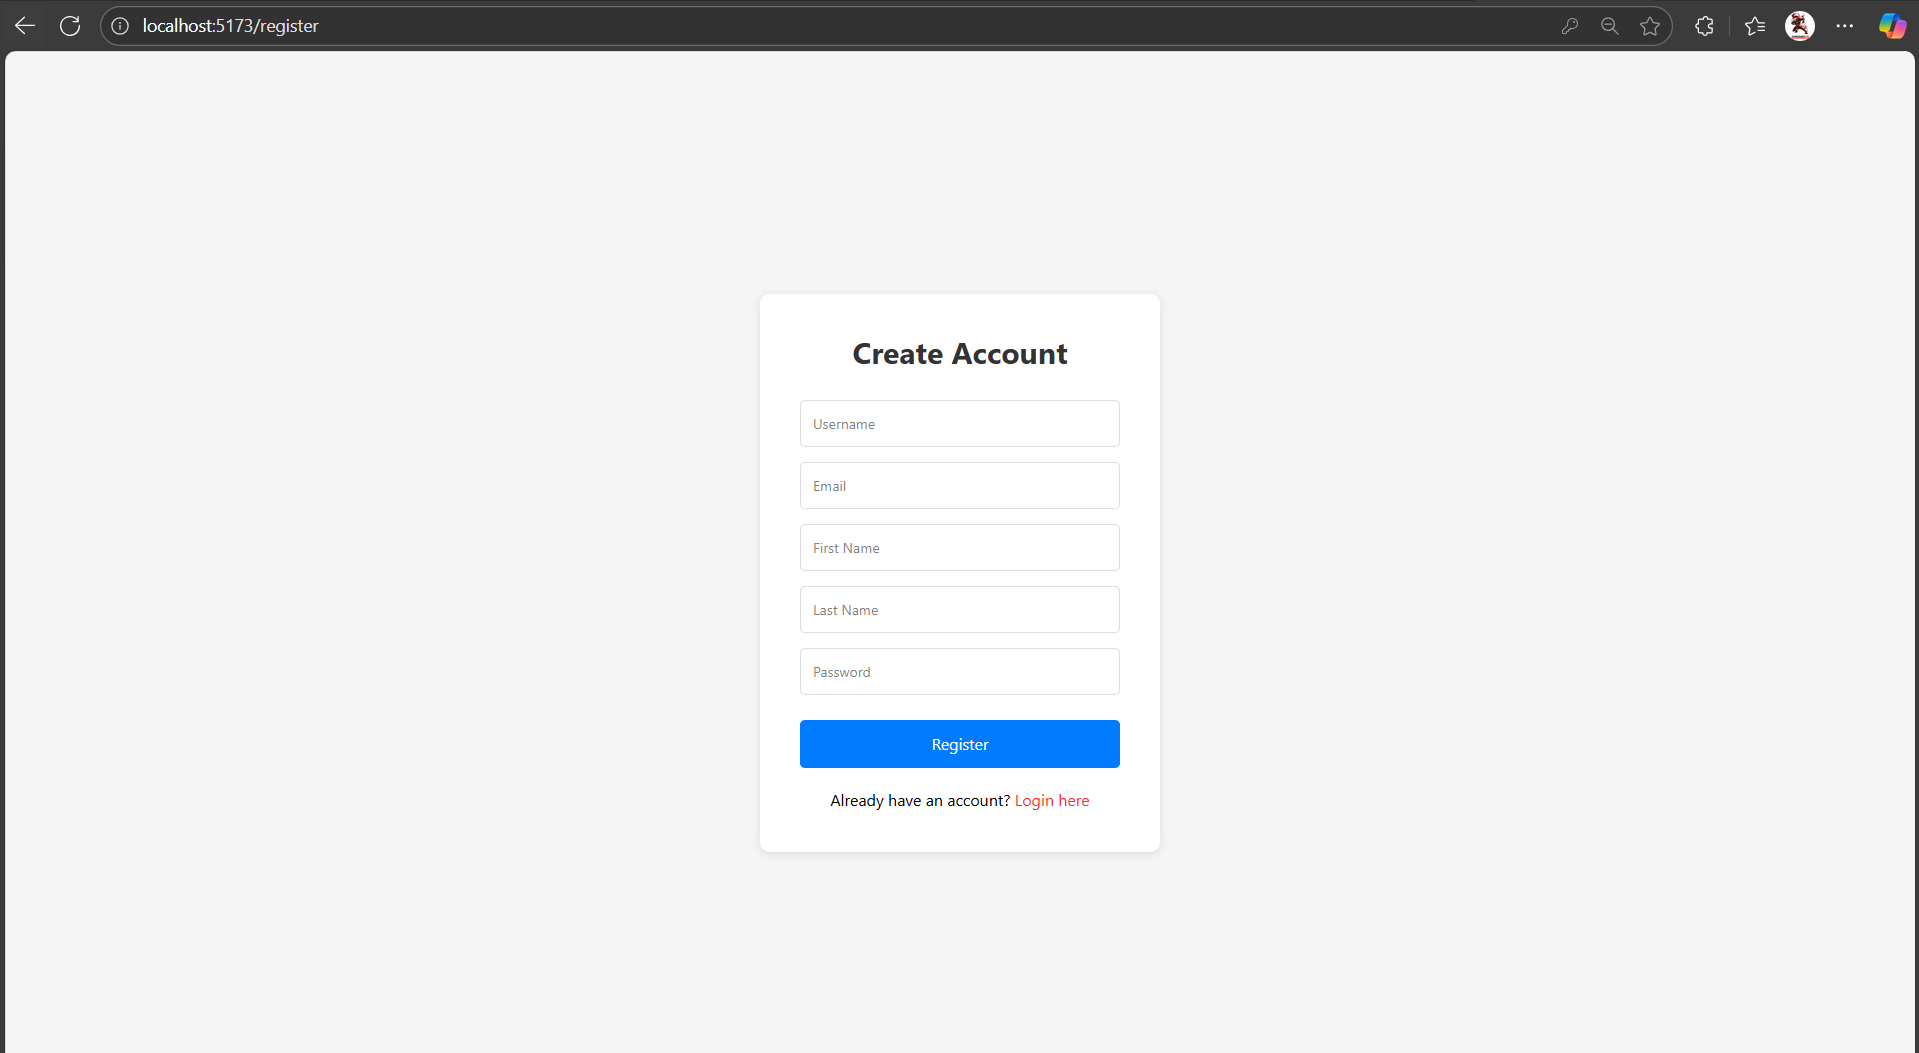 localhost:5173/register
Create Account
Username
Email
First Name
Last Name
Password
Register
Already have an account? Login here